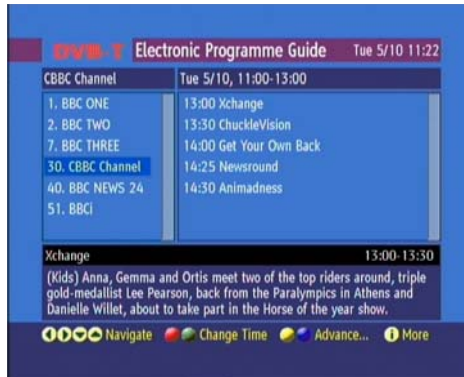 DVB-T Electronic Programme Guide Tue 5/10 11:22
CBBC Channel Tue 5/10, 11:00-13:00
1. BBC ONE
2. BBC TWO
7. BBC THREE
30. CBBC Channel
40. BBC NEWS 24
51. BBCi
13:00 Xchange
13:30 ChuckleVision
14:00 Get Your Own Back
14:25 Newsround
14:30 Animadness
Xchange 13:00-13:30
(Kids) Anna, Gemma and Ortis meet two of the top riders around, triple
gold-medallist Lee Pearson, back from the Paralympics in Athens and
Danielle Willet, about to take part in the Horse of the year show.
Navigate Change Time Advance... i More